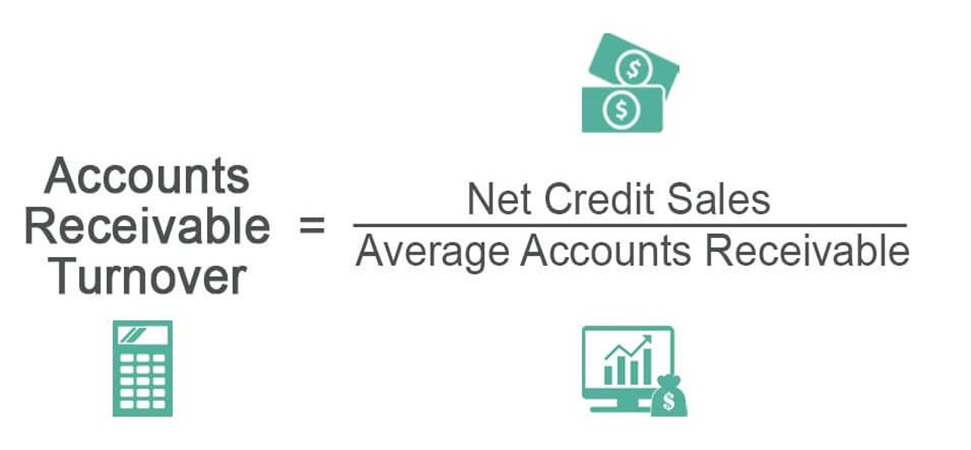 Accounts
Receivable
Turnover
=
Net Credit Sales
Average Accounts Receivable
$
$
$